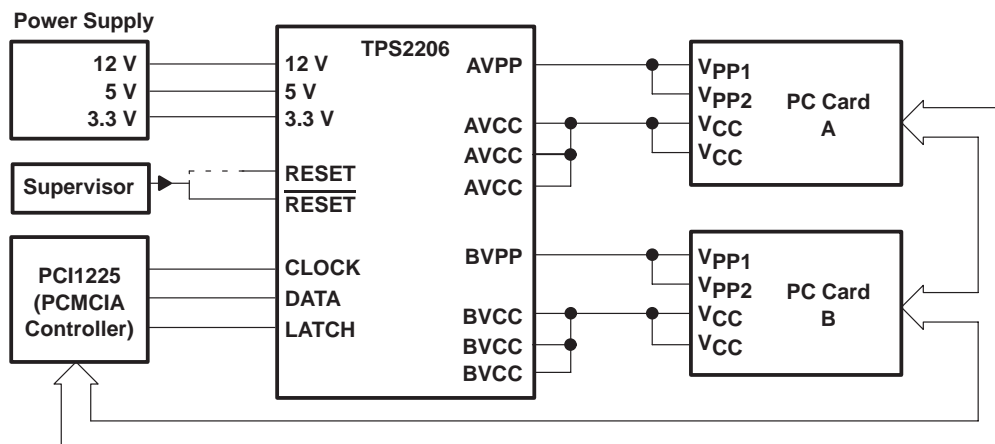 Power Supply
12 V
5 V
3.3 V
Supervisor
PCI1225
(PCMCIA
Controller)
TPS2206
12 V
5 V
3.3 V
RESET
RESET
CLOCK
DATA
LATCH
AVPP
AVCC
AVCC
AVCC
BVPP
BVCC
BVCC
BVCC
VPP1
VPP2
VCC
VCC
PC Card
A
VPP1
VPP2
VCC
VCC
PC Card
B